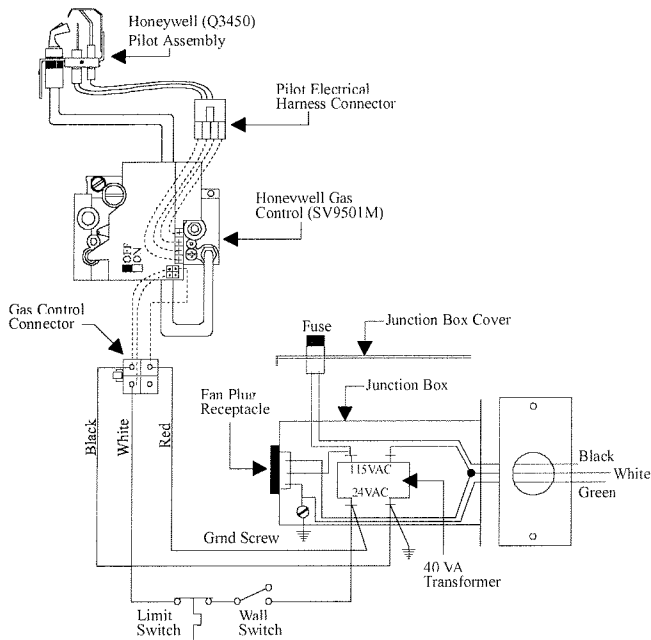 Honeywell (Q3450)
Pilot Assembly
Pilot Electrical
Harness Connector
Honeywell Gas
Control (SV9501M)
OFF
ON
Gas Control
Connector
Fuse
Junction Box Cover
Junction Box
Fan Plug
Receptacle
Black
White
Red
115VAC
24VAC
Black
White
Green
Grnd Screw
40 VA
Transformer
Limit
Switch
Wall
Switch